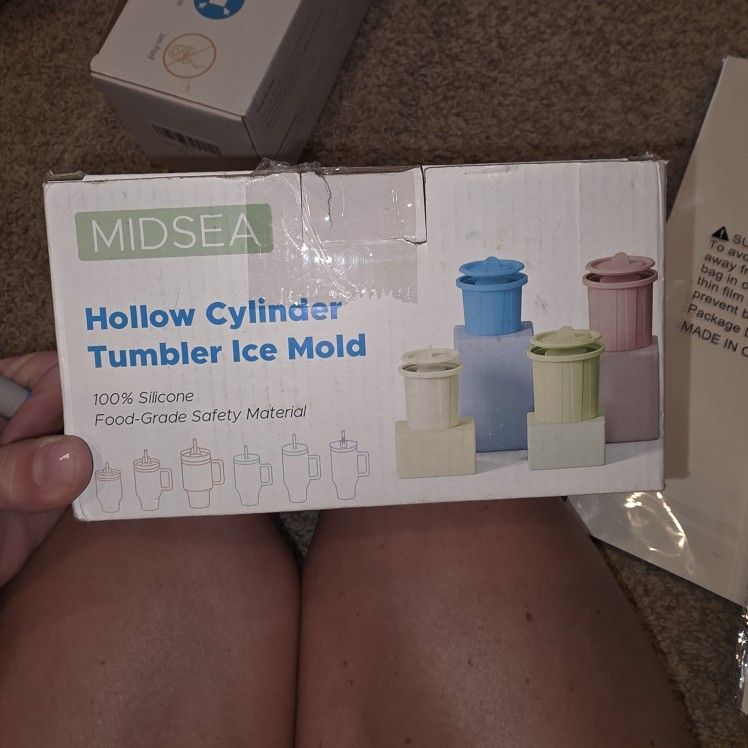 MIDSEA
Hollow Cylinder
Tumbler Ice Mold
100% Silicone
Food-Grade Safety Material
To avo
away f
bag in c
thin film
prevent b
Package
MADE IN C